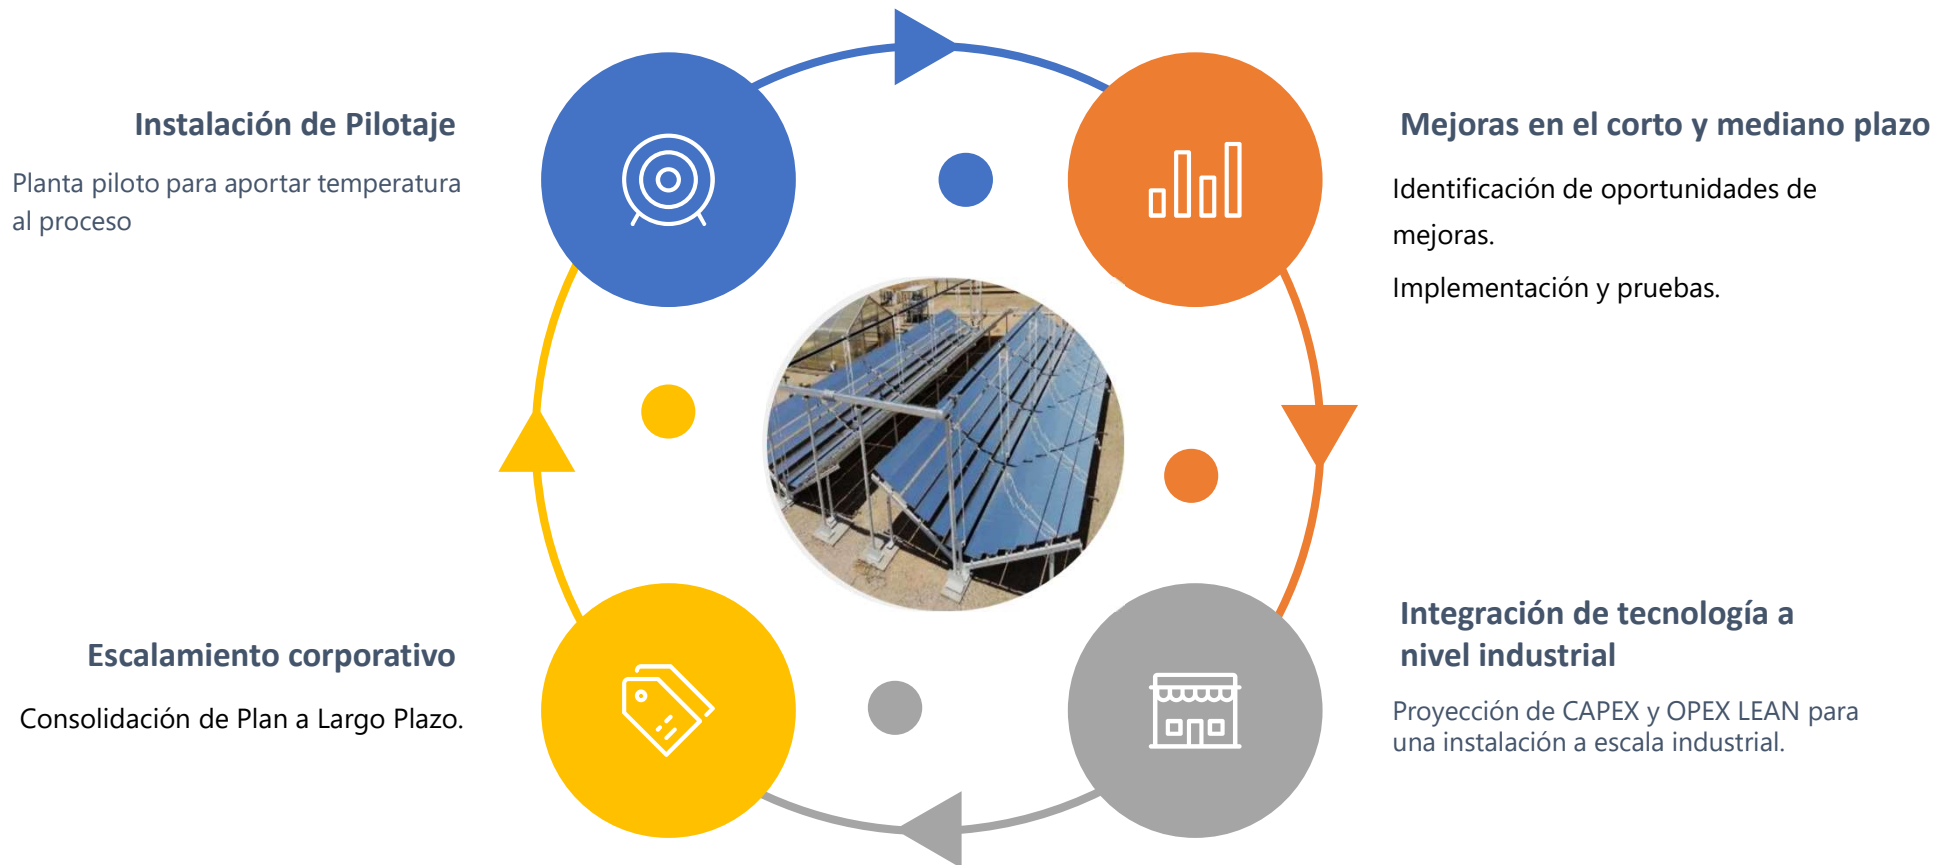 Instalación de Pilotaje
Planta piloto para aportar temperatura
al proceso
Mejoras en el corto y mediano plazo
Identificación de oportunidades de
mejoras.
Implementación y pruebas.
Integración de tecnología a
nivel industrial
Proyección de CAPEX y OPEX LEAN para
una instalación a escala industrial.
Escalamiento corporativo
Consolidación de Plan a Largo Plazo.